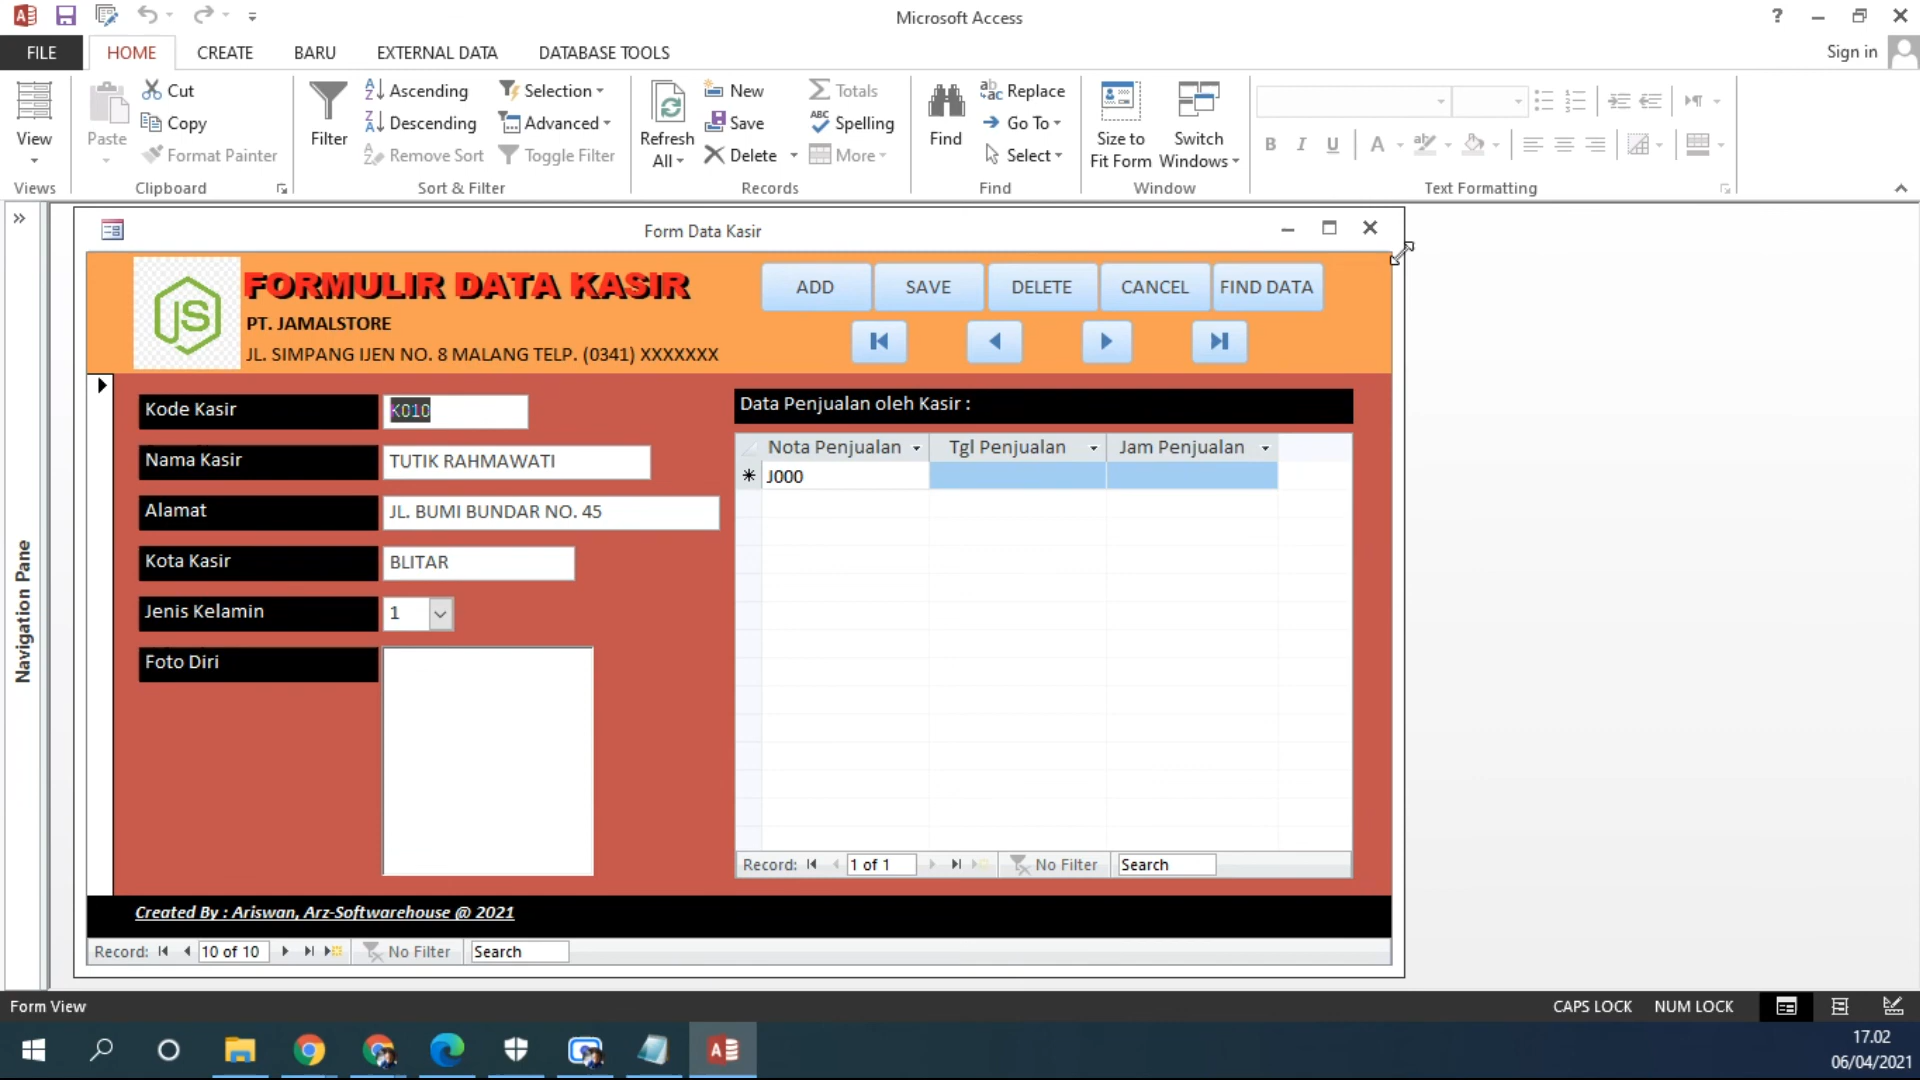 Microsoft Access
?
FILE HOME CREATE BARU EXTERNAL DATA DATABASE TOOLS Sign in
View
Paste
Cut
Copy
Format Painter
Filter
Ascending
Descending
Remove Sort
Selection
Advanced
Toggle Filter
Refresh
All
New
Save
Delete
Totals
Spelling
More
Find
Replace
Go To
Select
Size to
Fit Form
Switch
Windows
B I U A
Views Clipboard Sort & Filter Records Find Window Text Formatting
Navigation Pane
Form Data Kasir
JS
FORMULIR DATA KASIR
PT. JAMALSTORE
JL. SIMPANG IJEN NO. 8 MALANG TELP. (0341) XXXXXXX
ADD SAVE DELETE CANCEL FIND DATA
Kode Kasir K010
Nama Kasir TUTIK RAHMAWATI
Alamat JL. BUMI BUNDAR NO. 45
Kota Kasir BLITAR
Jenis Kelamin 1
Foto Diri
Data Penjualan oleh Kasir :
Nota Penjualan Tgl Penjualan Jam Penjualan
J000
Record: 1 of 1 No Filter Search
Created By : Ariswan, Arz-Softwarehouse @ 2021
Record: 10 of 10 No Filter Search
Form View CAPS LOCK NUM LOCK
17.02
06/04/2021